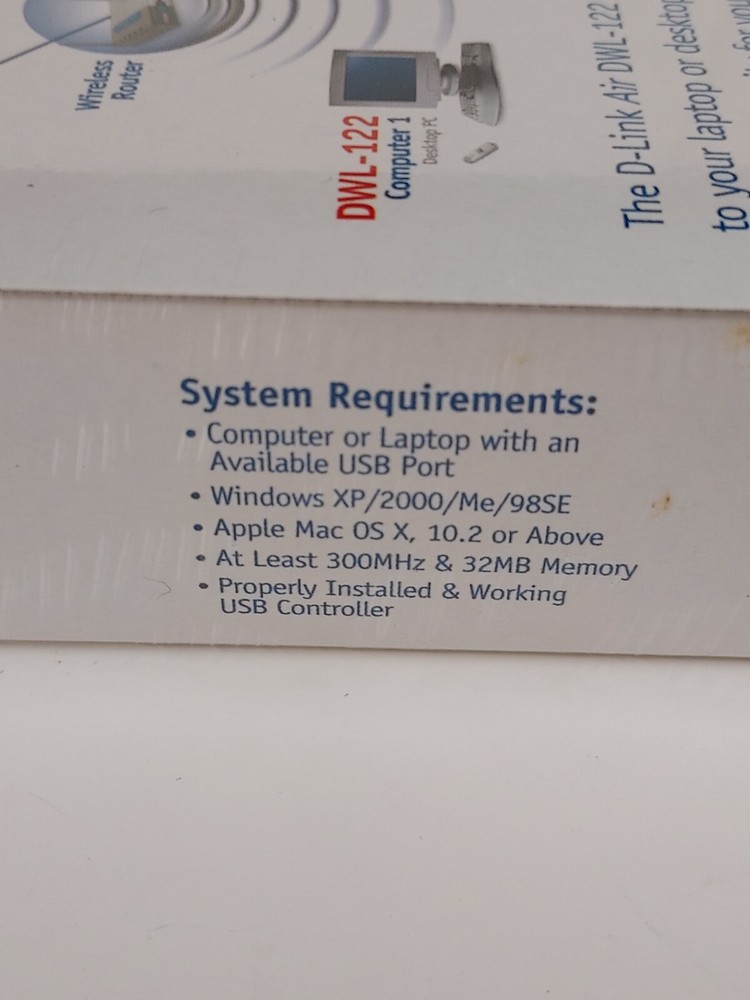 Wireless
Router
DWL-122
Computer 1
Desktop PC
The D-Link Air DWL-122
to your laptop or desktop
System Requirements:
• Computer or Laptop with an
Available USB Port
• Windows XP/2000/Me/98SE
• Apple Mac OS X, 10.2 or Above
• At Least 300MHz & 32MB Memory
• Properly Installed & Working
USB Controller